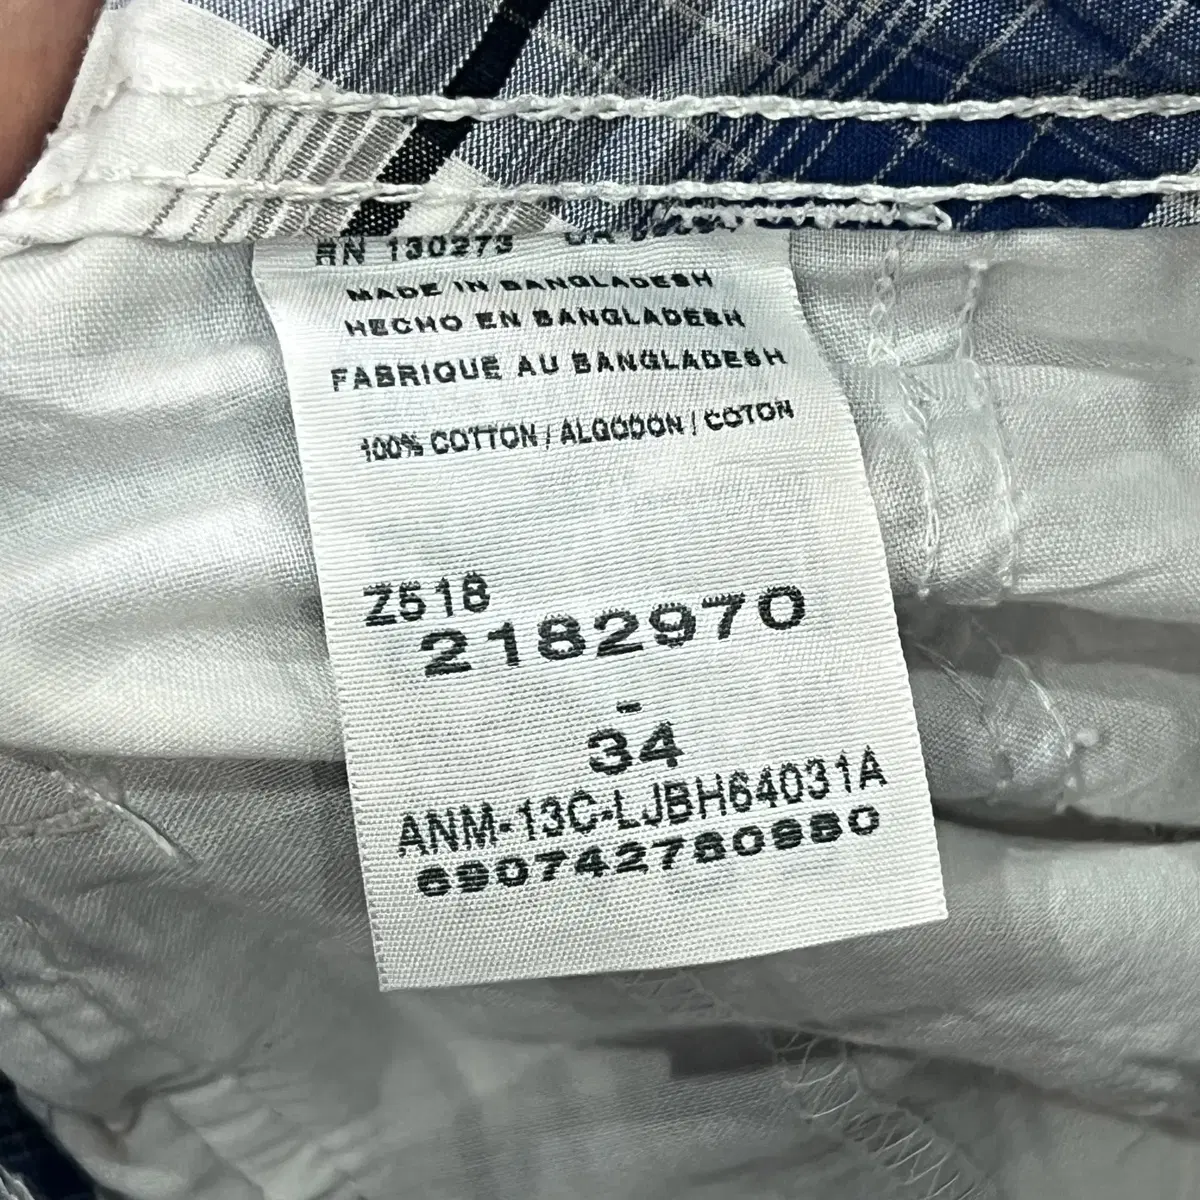 RN 130273 CA
MADE IN BANGLADESH
HECHO EN BANGLADESH
FABRIQUE AU BANGLADESH
100% COTTON / ALGODON / COTON
Z518
2182970
-
34
ANM-13C-LJBH64031A
690742780980